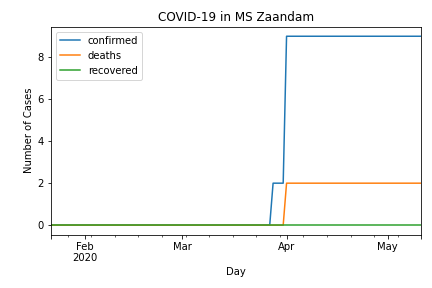 COVID-19 in MS Zaandam
confirmed
deaths
recovered
Number of Cases
8
6
4
2
0
Feb
2020
Mar
Apr
May
Day